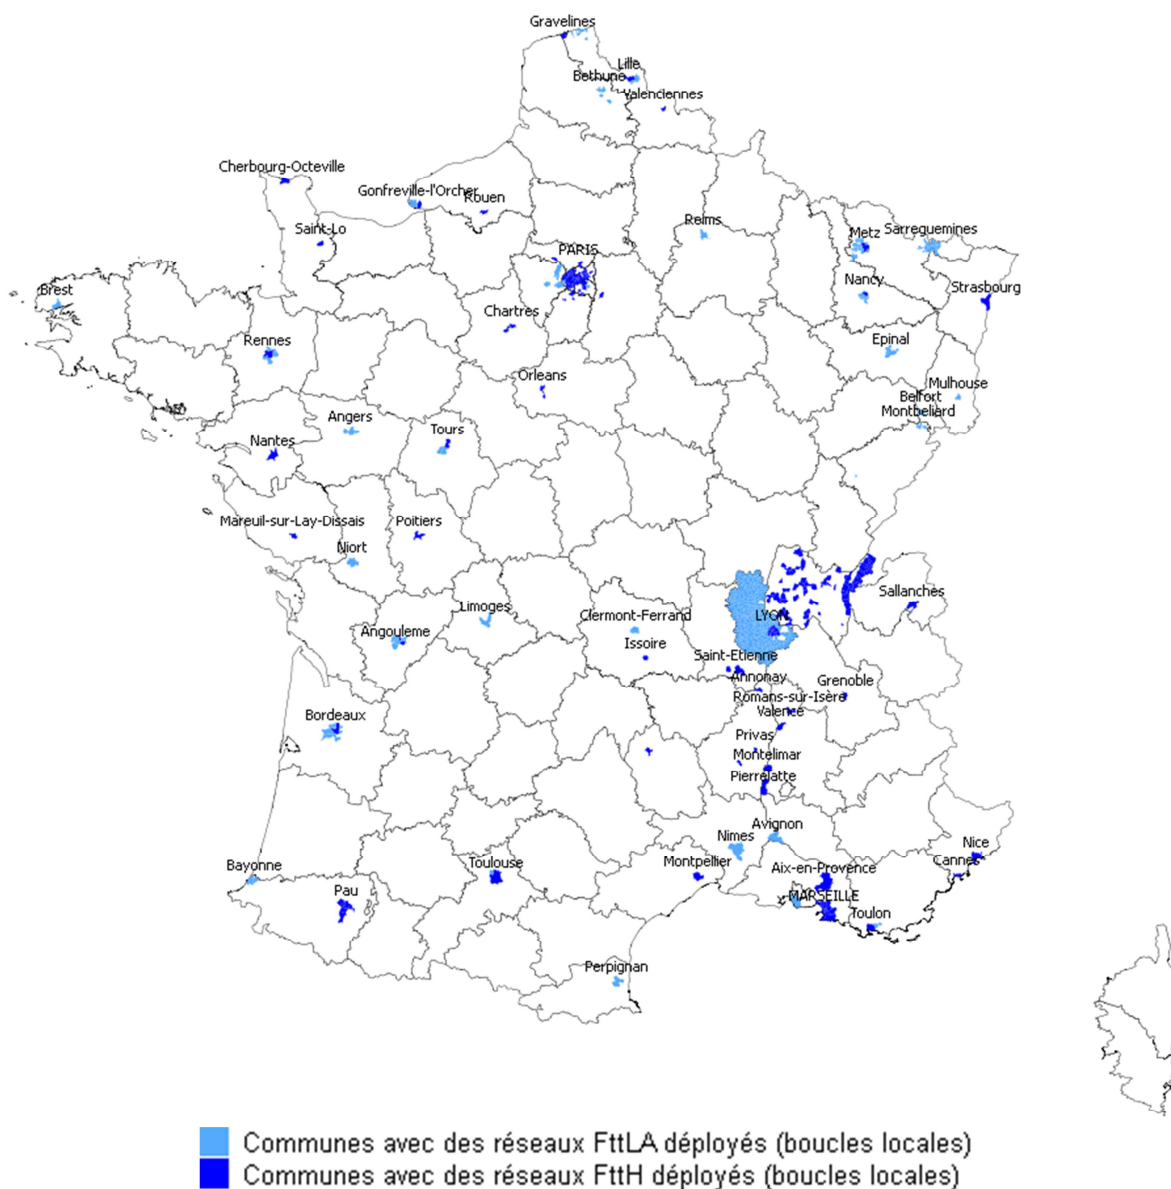 Gravelines
Lille
Bethune
Valenciennes
Cherbourg-Octeville
Gonfreville-l'Orcher
Rouen
Saint-Lo
Reims
Metz
Sarreguemines
PARIS
Nancy
Strasbourg
Brest
Chartres
Rennes
Epinal
Orleans
Mulhouse
Belfort
Montbeliard
Angers
Tours
Nantes
Mareuil-sur-Lay-Dissais
Poitiers
Niort
Sallanches
Limoges
Clermont-Ferrand
LYON
Angouleme
Issoire
Saint-Etienne
Annonay
Grenoble
Romans-sur-Isère
Valence
Bordeaux
Privas
Montelimar
Pierrelatte
Avignon
Nimes
Nice
Bayonne
Toulouse
Montpellier
Cannes
Aix-en-Provence
Pau
MARSEILLE
Toulon
Perpignan
Communes avec des réseaux FttLA déployés (boucles locales)
Communes avec des réseaux FttH déployés (boucles locales)